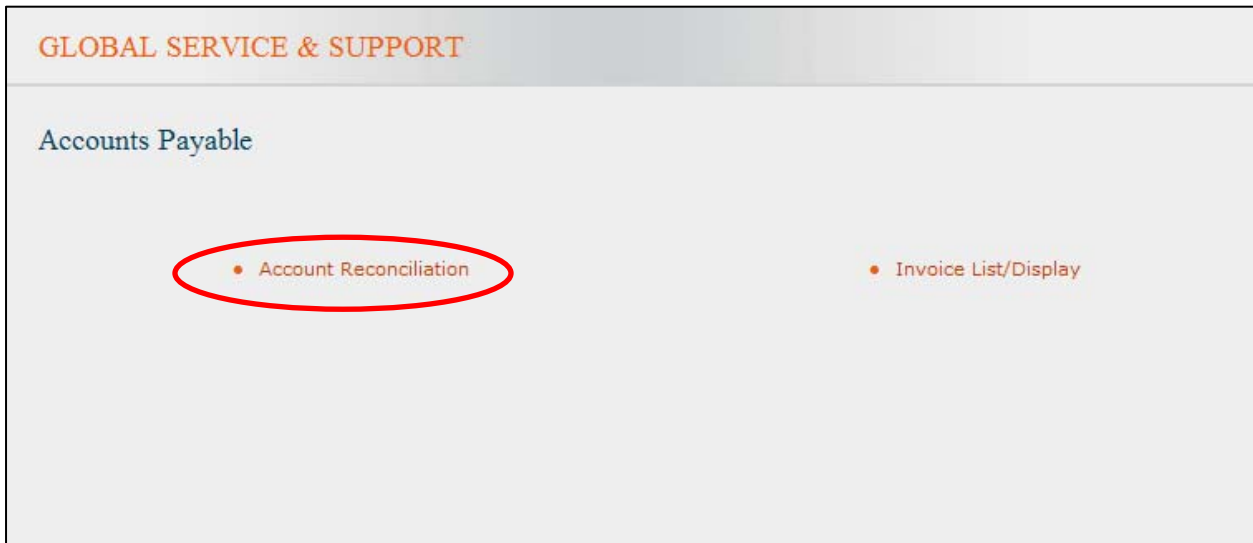 GLOBAL SERVICE & SUPPORT
Accounts Payable
• Account Reconciliation
• Invoice List/Display